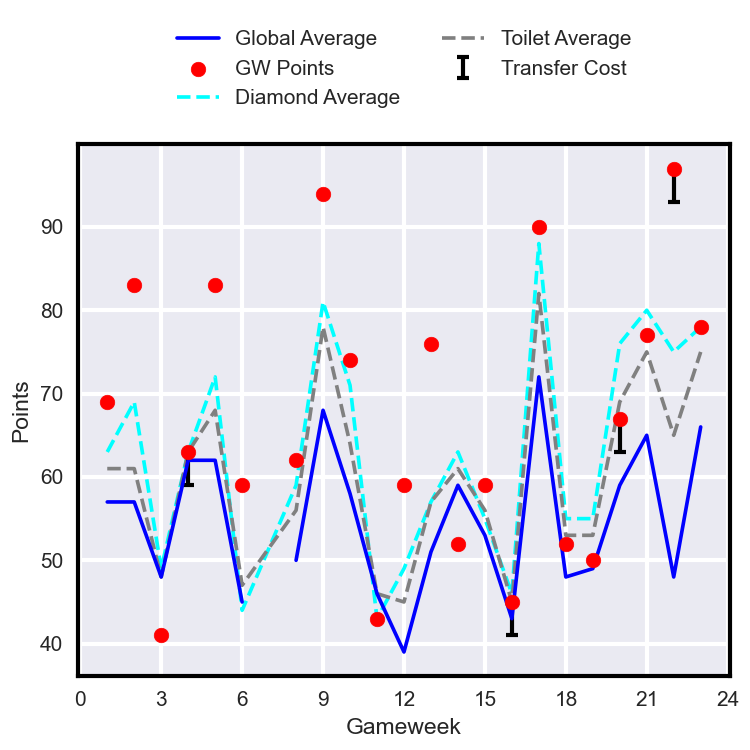 Global Average
GW Points
Diamond Average
Toilet Average
Transfer Cost
Points
90
80
70
60
50
40
0 3 6 9 12 15 18 21 24
Gameweek